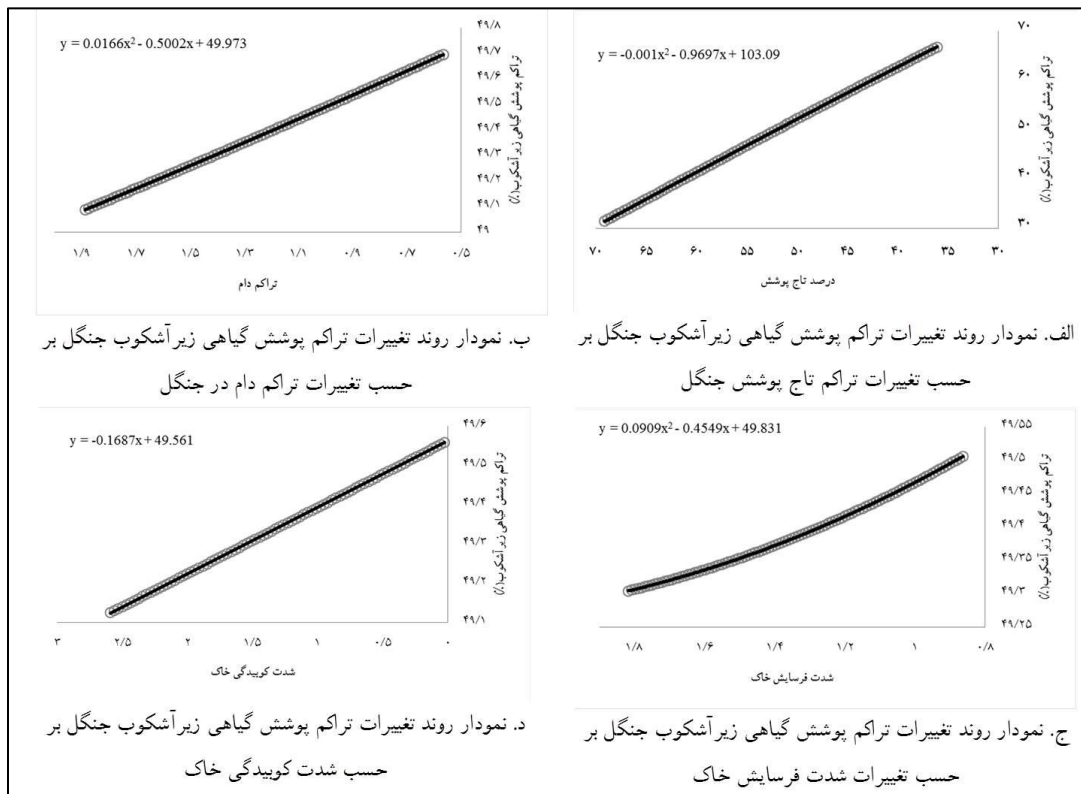 y = -0.001x² - 0.9697x + 103.09
۷۰
۶۰
۵۰
۴۰
۳۰
تراکم پوشش گیاهی زیرآشکوب(٪)
۷۰ ۶۵ ۶۰ ۵۵ ۵۰ ۴۵ ۴۰ ۳۵ ۳۰
درصد تاج پوشش
الف. نمودار روند تغییرات تراکم پوشش گیاهی زیرآشکوب جنگل بر
حسب تغییرات تراکم تاج پوشش جنگل
y = 0.0166x² - 0.5002x + 49.973
۴۹/۸
۴۹/۷
۴۹/۶
۴۹/۵
۴۹/۴
۴۹/۳
۴۹/۲
۴۹/۱
۴۹
تراکم پوشش گیاهی زیرآشکوب(٪)
۱/۹ ۱/۷ ۱/۵ ۱/۳ ۱/۱ ۰/۹ ۰/۷ ۰/۵
تراکم دام
ب. نمودار روند تغییرات تراکم پوشش گیاهی زیرآشکوب جنگل بر
حسب تغییرات تراکم دام در جنگل
y = 0.0909x² - 0.4549x + 49.831
۴۹/۵۵
۴۹/۵
۴۹/۴۵
۴۹/۴
۴۹/۳۵
۴۹/۳
۴۹/۲۵
تراکم پوشش گیاهی زیرآشکوب(٪)
۱/۸ ۱/۶ ۱/۴ ۱/۲ ۱ ۰/۸
شدت فرسایش خاک
ج. نمودار روند تغییرات تراکم پوشش گیاهی زیرآشکوب جنگل بر
حسب تغییرات شدت فرسایش خاک
y = -0.1687x + 49.561
۴۹/۶
۴۹/۵
۴۹/۴
۴۹/۳
۴۹/۲
۴۹/۱
تراکم پوشش گیاهی زیرآشکوب(٪)
۳ ۲/۵ ۲ ۱/۵ ۱ ۰/۵ ۰
شدت کوبیدگی خاک
د. نمودار روند تغییرات تراکم پوشش گیاهی زیرآشکوب جنگل بر
حسب شدت کوبیدگی خاک